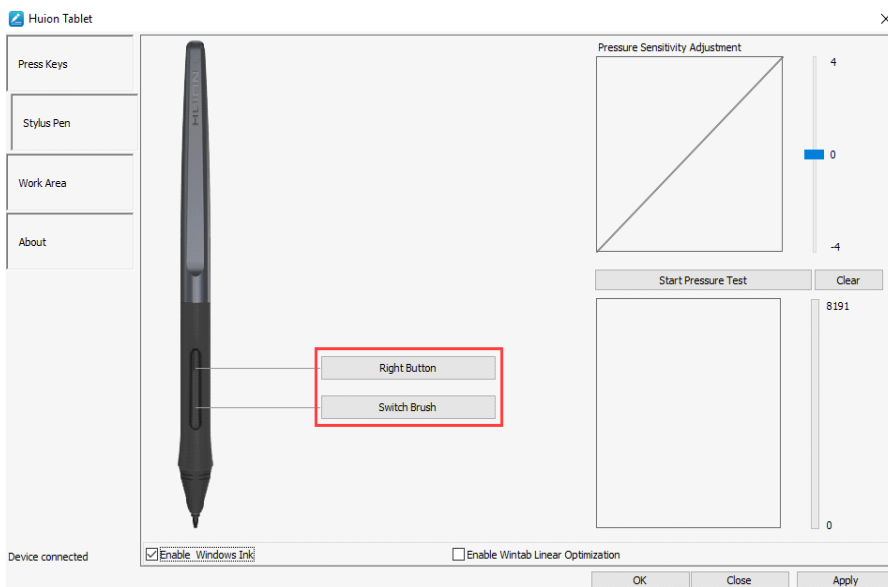 Huion Tablet
Press Keys
Stylus Pen
Work Area
About
Device connected
HUION
Right Button
Switch Brush
Pressure Sensitivity Adjustment
4
0
-4
Start Pressure Test
Clear
8191
0
Enable Windows Ink
Enable Wintab Linear Optimization
OK
Close
Apply